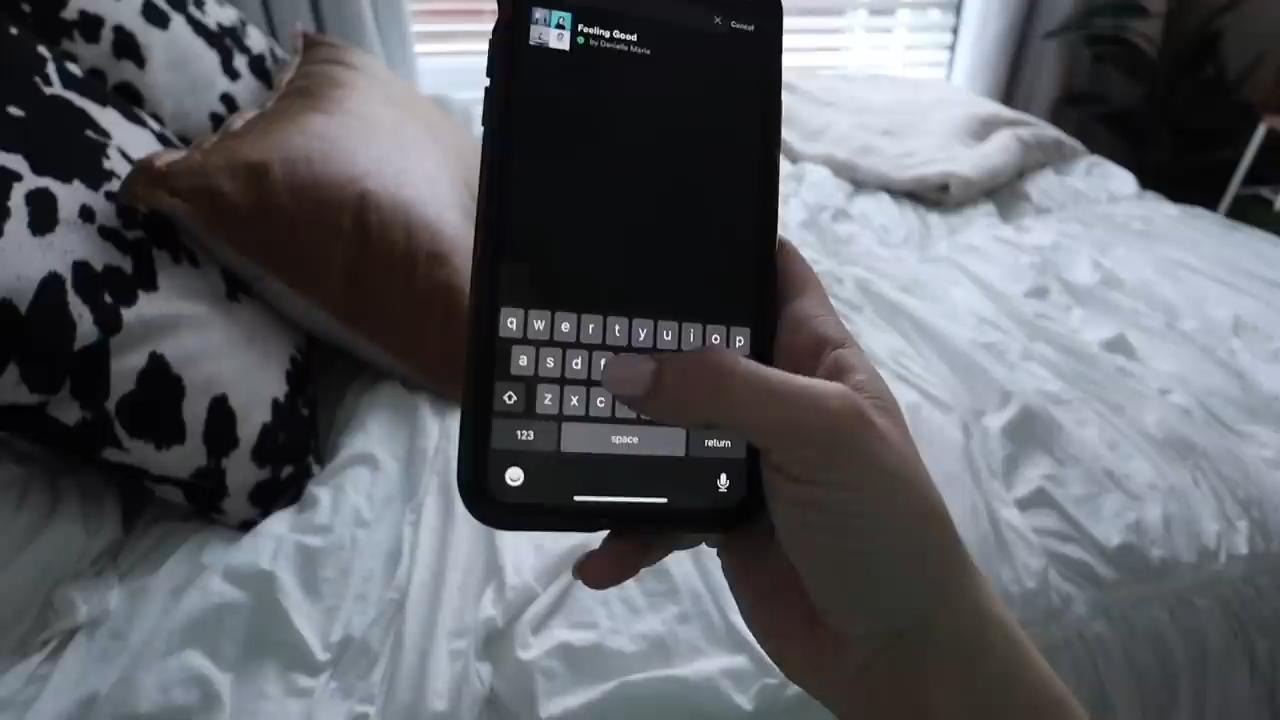 Cancel
Feeling Good
by Danielle Marie
q w e r t y u i o p
a s d f
z x c
123 space return